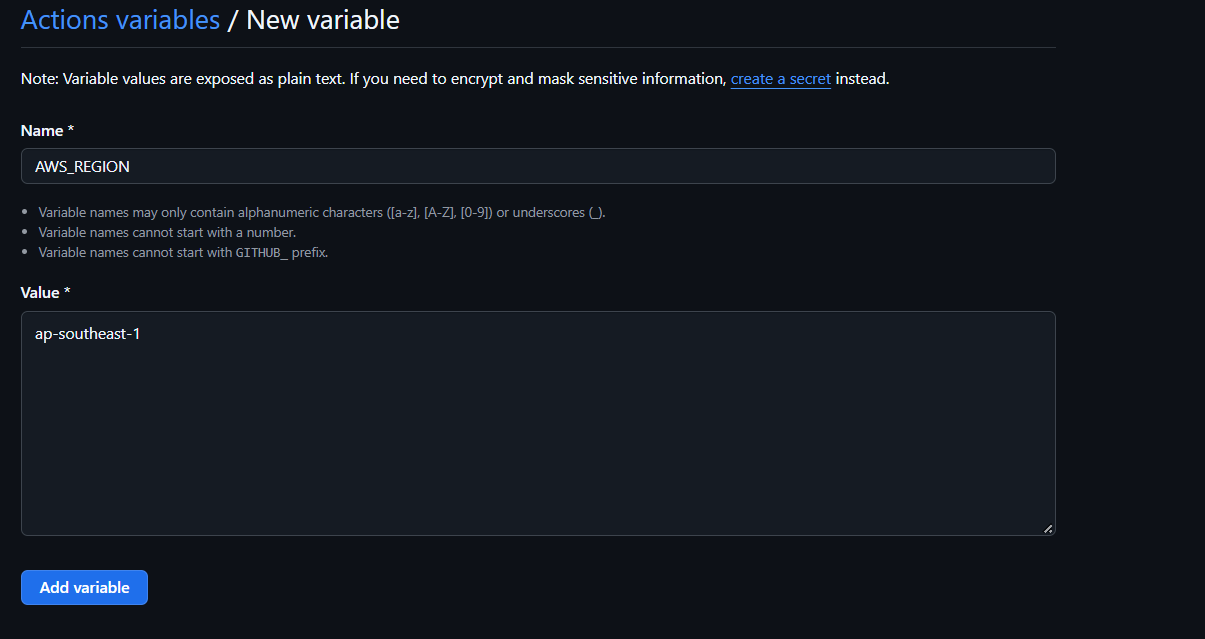 Actions variables / New variable
Note: Variable values are exposed as plain text. If you need to encrypt and mask sensitive information, create a secret instead.
Name *
AWS_REGION
Variable names may only contain alphanumeric characters ([a-z], [A-Z], [0-9]) or underscores (_).
Variable names cannot start with a number.
Variable names cannot start with GITHUB_ prefix.
Value *
ap-southeast-1
Add variable